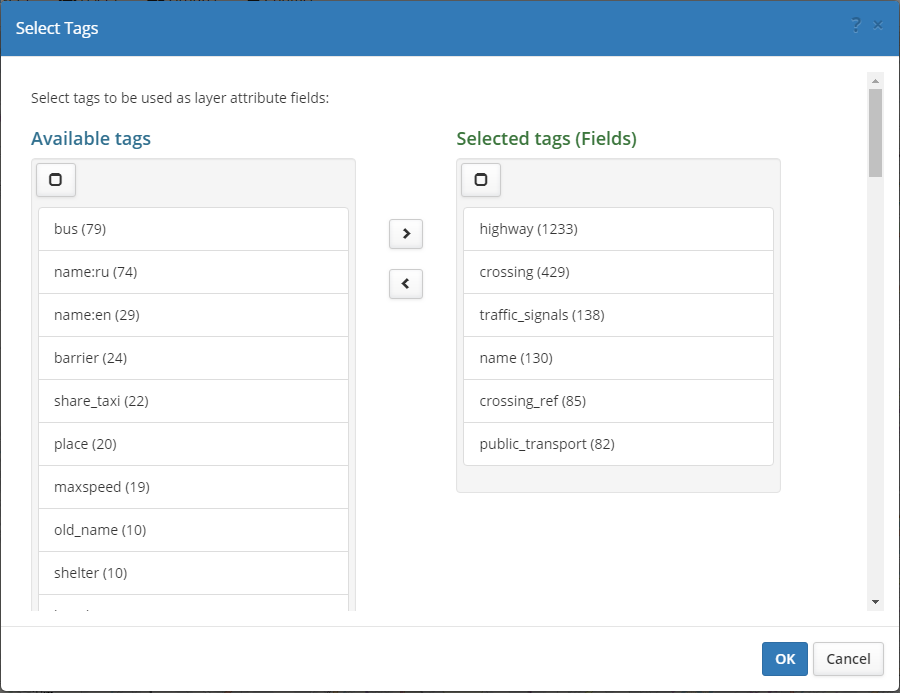 Select Tags
? ×
Select tags to be used as layer attribute fields:
Available tags
bus (79)
name:ru (74)
name:en (29)
barrier (24)
share_taxi (22)
place (20)
maxspeed (19)
old_name (10)
shelter (10)
Selected tags (Fields)
highway (1233)
crossing (429)
traffic_signals (138)
name (130)
crossing_ref (85)
public_transport (82)
OK Cancel